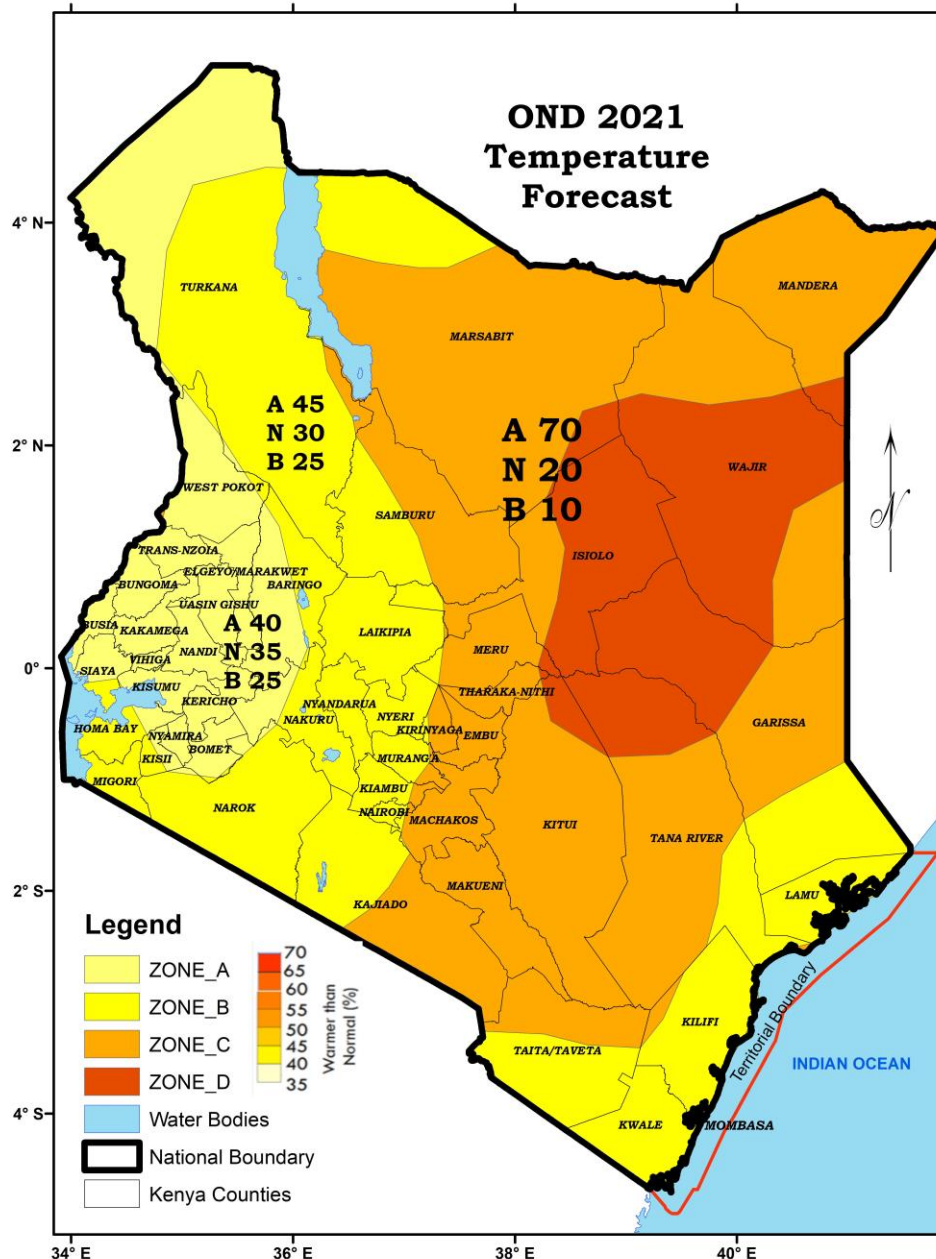 OND 2021
Temperature
Forecast
4° N
2° N
0°
2° S
4° S
TURKANA
MARSABIT
MANDERA
A 45
N 30
B 25
A 70
N 20
B 10
WAJIR
WEST POKOT
SAMBURU
ISIOLO
TRANS-NZOIA
ELGEYO/MARAKWET
BUNGOMA
BARINGO
UASIN GISHU
BUSIA
KAKAMEGA
A 40
N 35
B 25
LAIKIPIA
VIHIGA
NANDI
MERU
SIAYA
KISUMU
THARAKA-NITHI
KERICHO
NYANDARUA
NAKURU
NYERI
HOMA BAY
NYAMIRA
KIRINYAGA
EMBU
GARISSA
KISII
BOMET
MURANG'A
MIGORI
NAROK
KIAMBU
NAIROBI
MACHAKOS
KITUI
TANA RIVER
MAKUENI
KAJIADO
LAMU
KILIFI
TAITA/TAVETA
KWALE
MOMBASA
Territorial Boundary
INDIAN OCEAN
N
Legend
ZONE_A
ZONE_B
ZONE_C
ZONE_D
Water Bodies
National Boundary
Kenya Counties
70
65
60
55
50
45
40
35
Warmer than
Normal (%)
34° E
36° E
38° E
40° E